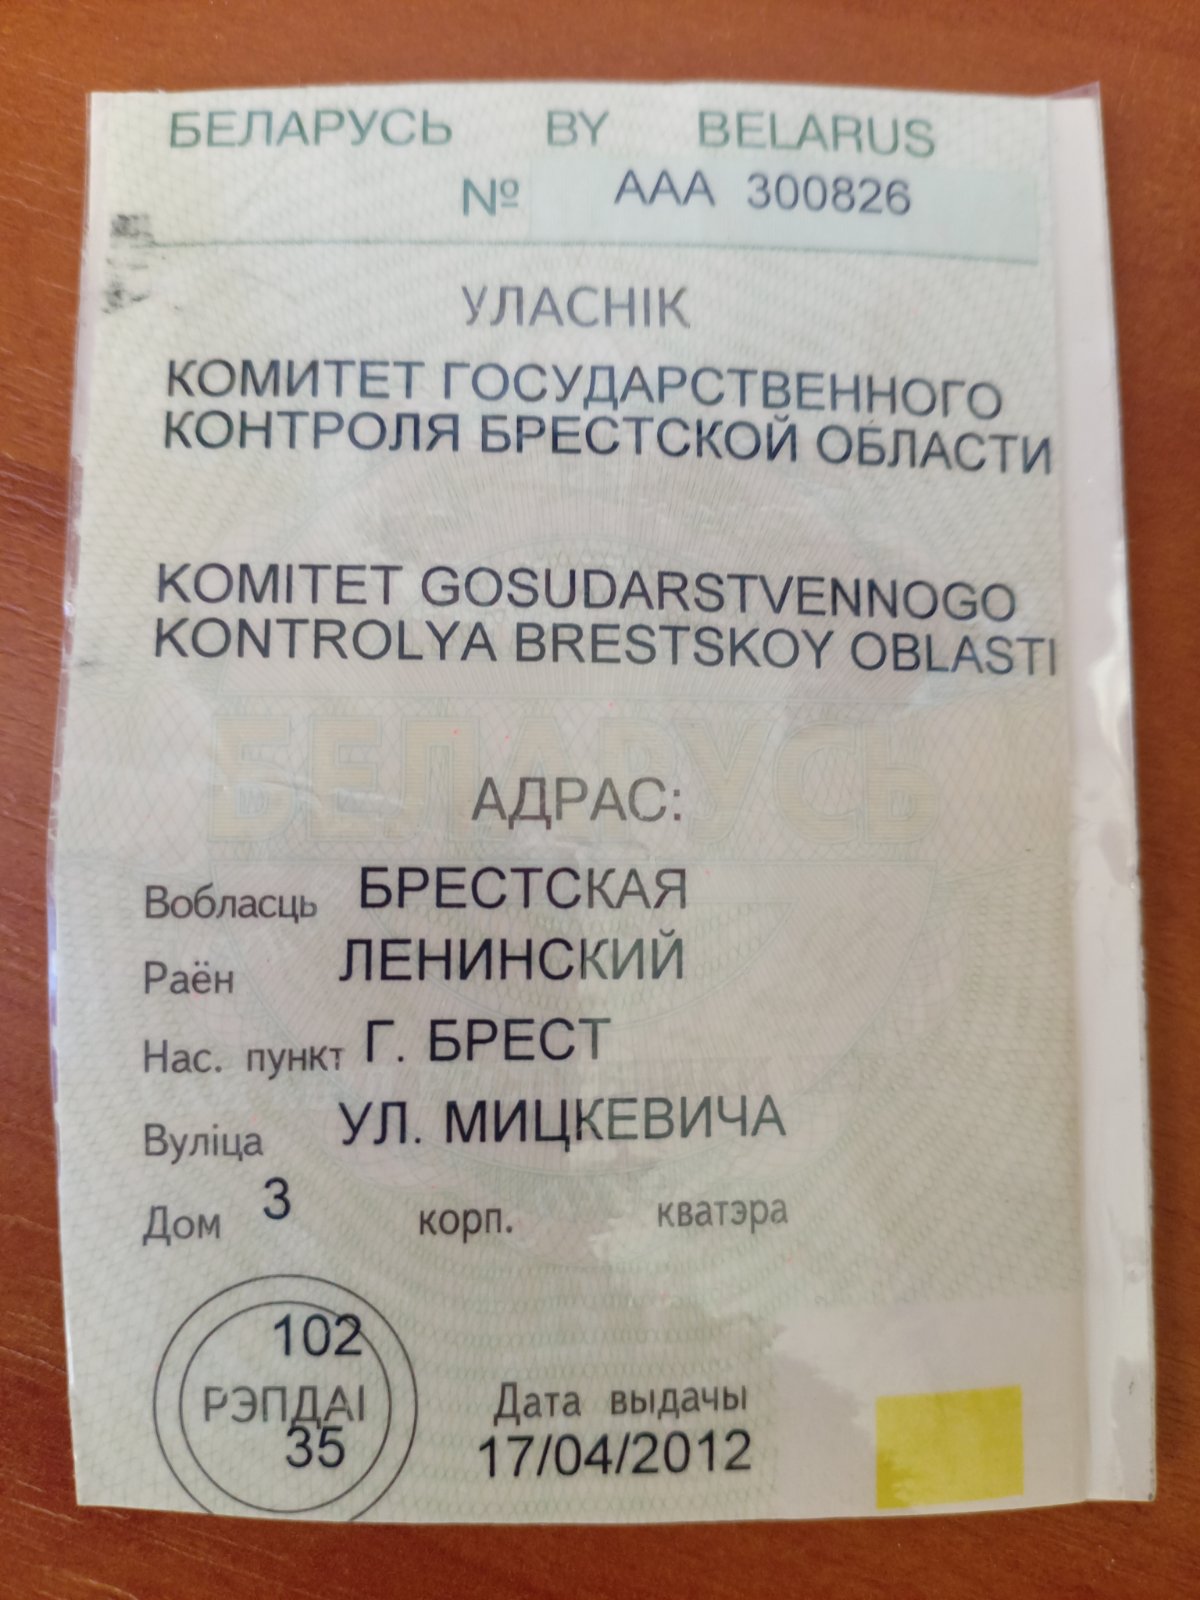 БЕЛАРУСЬ BY BELARUS
№ ААА 300826
УЛАСНІК
КОМИТЕТ ГОСУДАРСТВЕННОГО
КОНТРОЛЯ БРЕСТСКОЙ ОБЛАСТИ
KOMITET GOSUDARSTVENNOGO
KONTROLYA BRESTSKOY OBLASTI
БЕЛАРУСЬ
АДРАС:
Вобласць БРЕСТСКАЯ
Раён ЛЕНИНСКИЙ
Нас. пункт Г. БРЕСТ
Вуліца УЛ. МИЦКЕВИЧА
Дом 3 корп. кватэра
102
РЭПДАІ
35
Дата выдачы
17/04/2012